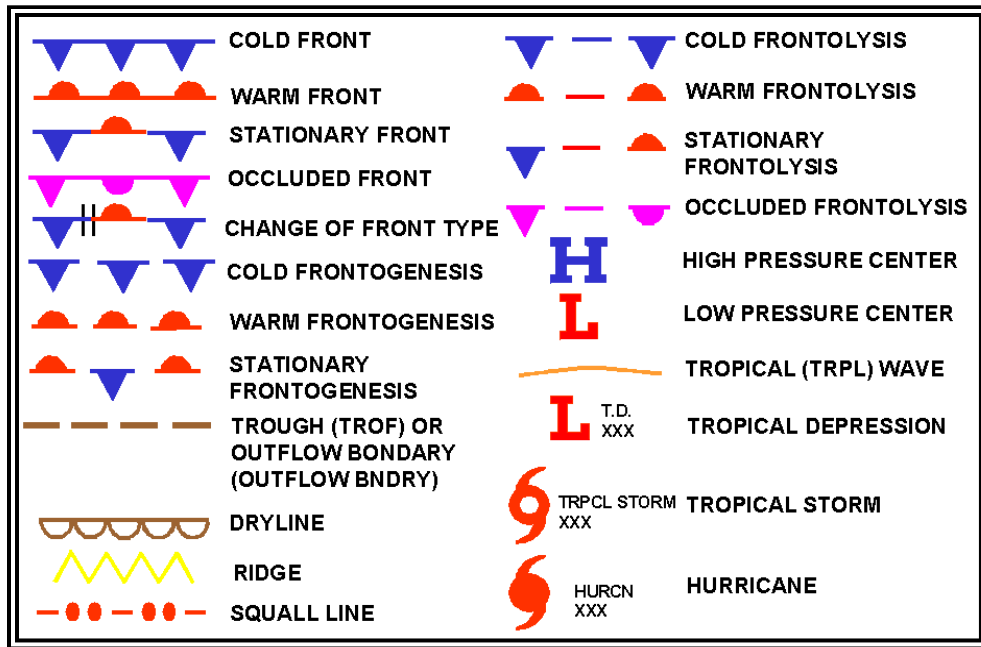 COLD FRONT
WARM FRONT
STATIONARY FRONT
OCCLUDED FRONT
CHANGE OF FRONT TYPE
COLD FRONTOGENESIS
WARM FRONTOGENESIS
STATIONARY
FRONTOGENESIS
TROUGH (TROF) OR
OUTFLOW BONDARY
(OUTFLOW BNDRY)
DRYLINE
RIDGE
SQUALL LINE
COLD FRONTOLYSIS
WARM FRONTOLYSIS
STATIONARY
FRONTOLYSIS
OCCLUDED FRONTOLYSIS
H HIGH PRESSURE CENTER
L LOW PRESSURE CENTER
TROPICAL (TRPL) WAVE
L T.D.
XXX
TROPICAL DEPRESSION
TRPCL STORM
XXX
TROPICAL STORM
HURCN
XXX
HURRICANE